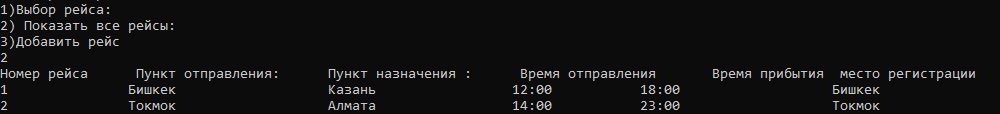 1)Выбор рейса:
2) Показать все рейсы:
3)Добавить рейс
2
Номер рейса      Пункт отправления:      Пункт назначения :      Время отправления       Время прибытия  место регистрации
1               Бишкек                   Казань                 12:00           18:00                   Бишкек
2               Токмок                   Алмата                 14:00           23:00                   Токмок